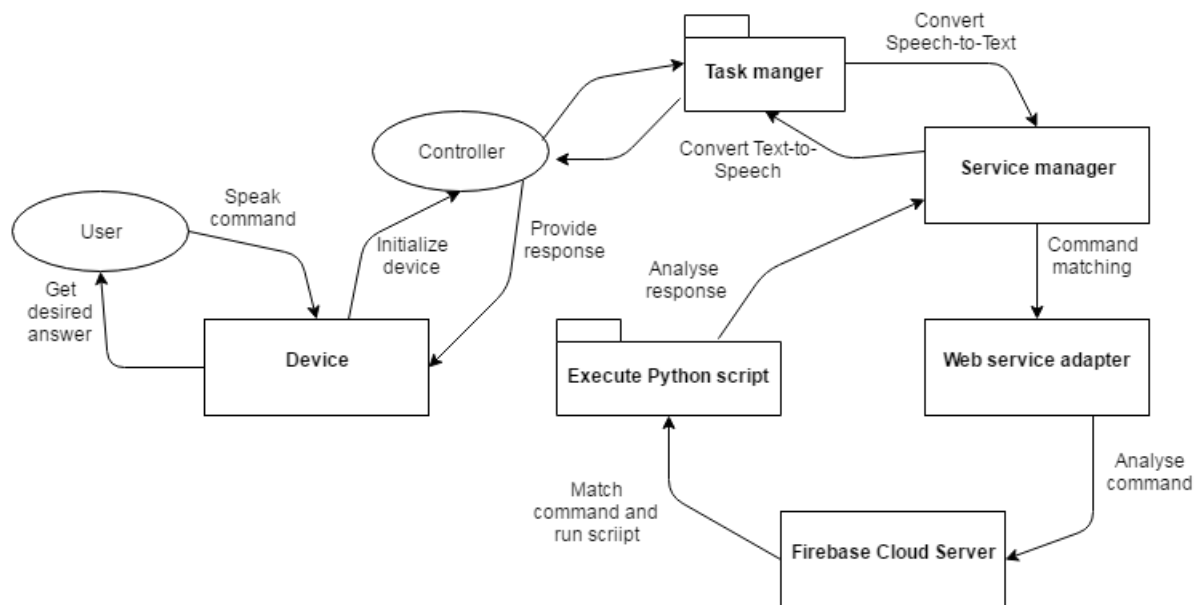 Convert
Speech-to-Text
Task manger
Controller
Convert Text-to-
Speech
Service manager
Speak
command
User
Initialize
device
Provide
response
Analyse
response
Command
matching
Get
desired
answer
Device
Execute Python script
Web service adapter
Analyse
command
Match
command and
run scriipt
Firebase Cloud Server